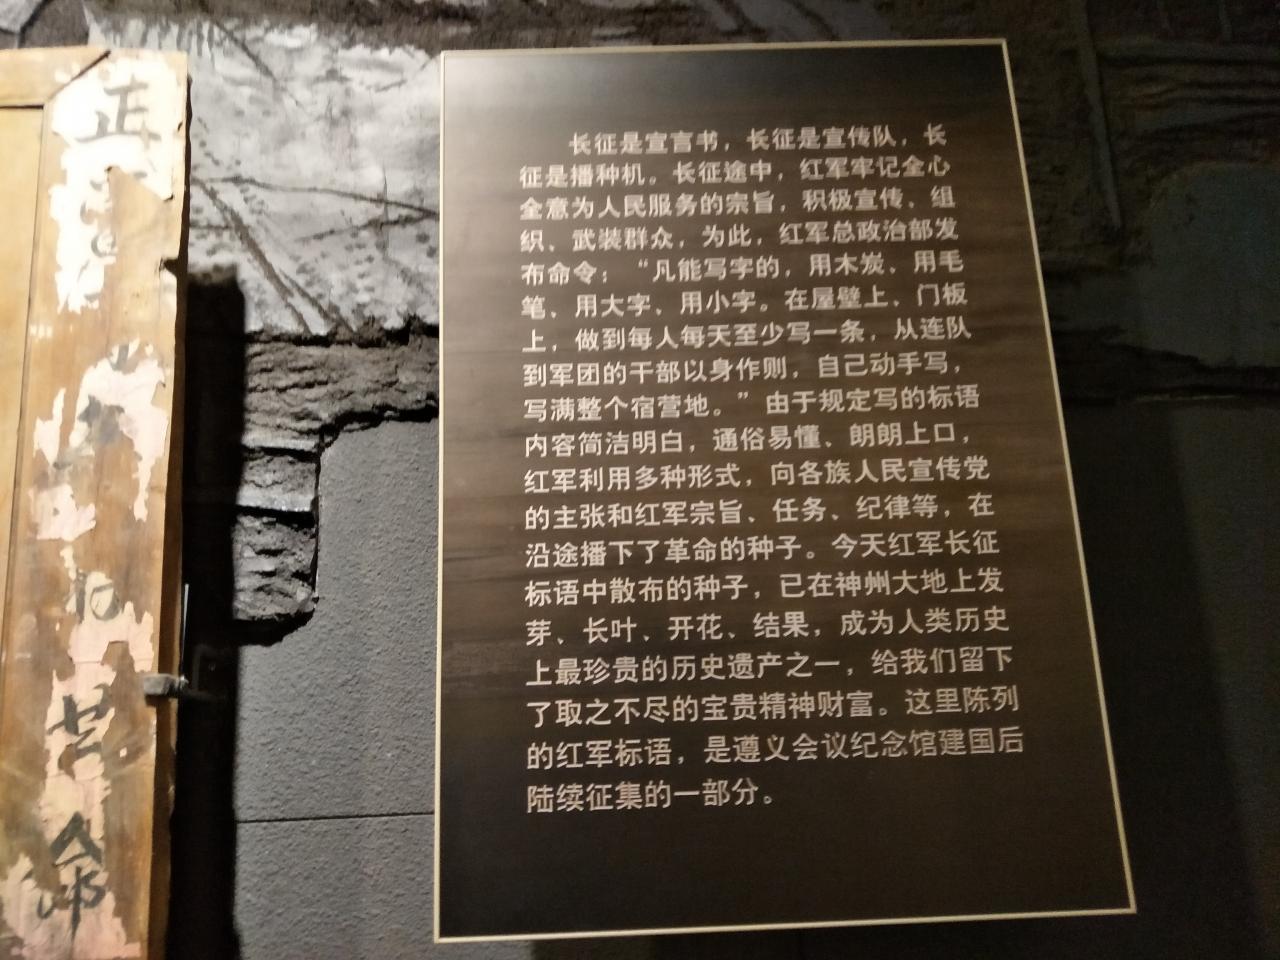 长征是宣言书，长征是宣传队，长
征是播种机。长征途中，红军牢记全心
全意为人民服务的宗旨，积极宣传、组
织、武装群众，为此，红军总政治部发
布命令：“凡能写字的，用木炭、用毛
笔、用大字、用小字。在屋壁上、门板
上，做到每人每天至少写一条，从连队
到军团的干部以身作则，自己动手写，
写满整个宿营地。”由于规定写的标语
内容简洁明白，通俗易懂、朗朗上口，
红军利用多种形式，向各族人民宣传党
的主张和红军宗旨、任务、纪律等，在
沿途播下了革命的种子。今天红军长征
标语中散布的种子，已在神州大地上发
芽、长叶、开花、结果，成为人类历史
上最珍贵的历史遗产之一，给我们留下
了取之不尽的宝贵精神财富。这里陈列
的红军标语，是遵义会议纪念馆建国后
陆续征集的一部分。
正